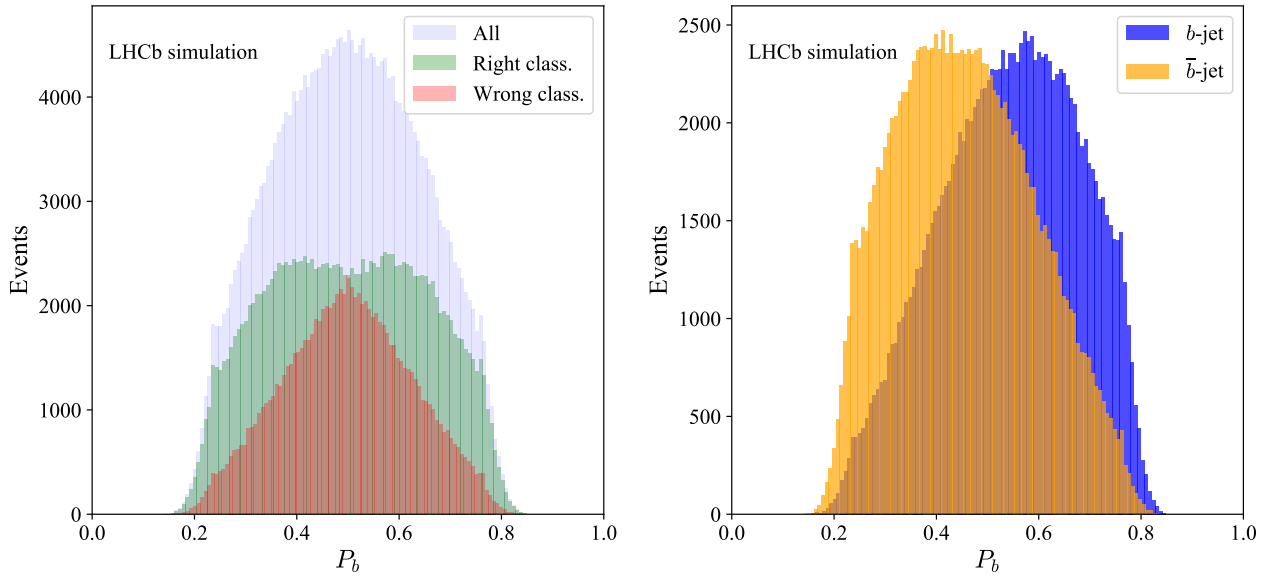 LHCb simulation
All
Right class.
Wrong class.
Events
4000
3000
2000
1000
0
0.0 0.2 0.4 0.6 0.8 1.0
P_b
LHCb simulation
b-jet
b̅-jet
Events
2500
2000
1500
1000
500
0
0.0 0.2 0.4 0.6 0.8 1.0
P_b